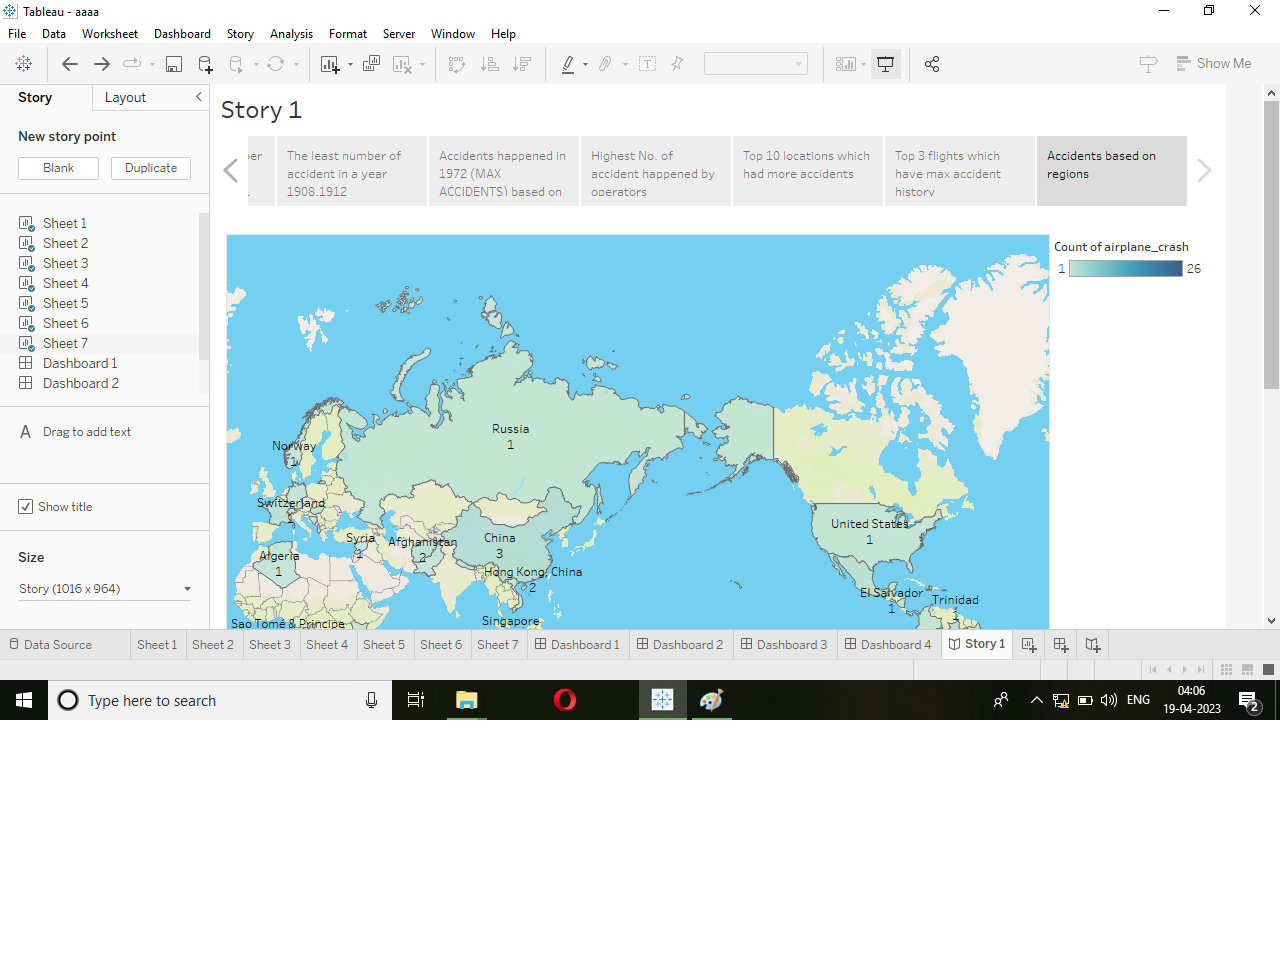 Tableau - aaaa
File Data Worksheet Dashboard Story Analysis Format Server Window Help
Show Me
Story Layout
New story point
Blank Duplicate
Sheet 1
Sheet 2
Sheet 3
Sheet 4
Sheet 5
Sheet 6
Sheet 7
Dashboard 1
Dashboard 2
A Drag to add text
Show title
Size
Story (1016 x 964)
Story 1
The least number of
accident in a year
1908,1912
Accidents happened in
1972 (MAX
ACCIDENTS) based on
Highest No. of
accident happened by
operators
Top 10 locations which
had more accidents
Top 3 flights which
have max accident
history
Accidents based on
regions
Count of airplane_crash
1 26
Russia
1
Norway
1
Switzerland
1
Syria
1
Afghanistan
2
China
3
Algeria
1
Hong Kong, China
2
Sao Tome & Principe
Singapore
United States
1
El Salvador
1
Trinidad
1
Data Source Sheet 1 Sheet 2 Sheet 3 Sheet 4 Sheet 5 Sheet 6 Sheet 7 Dashboard 1 Dashboard 2 Dashboard 3 Dashboard 4 Story 1
Type here to search
ENG
04:06
19-04-2023
2